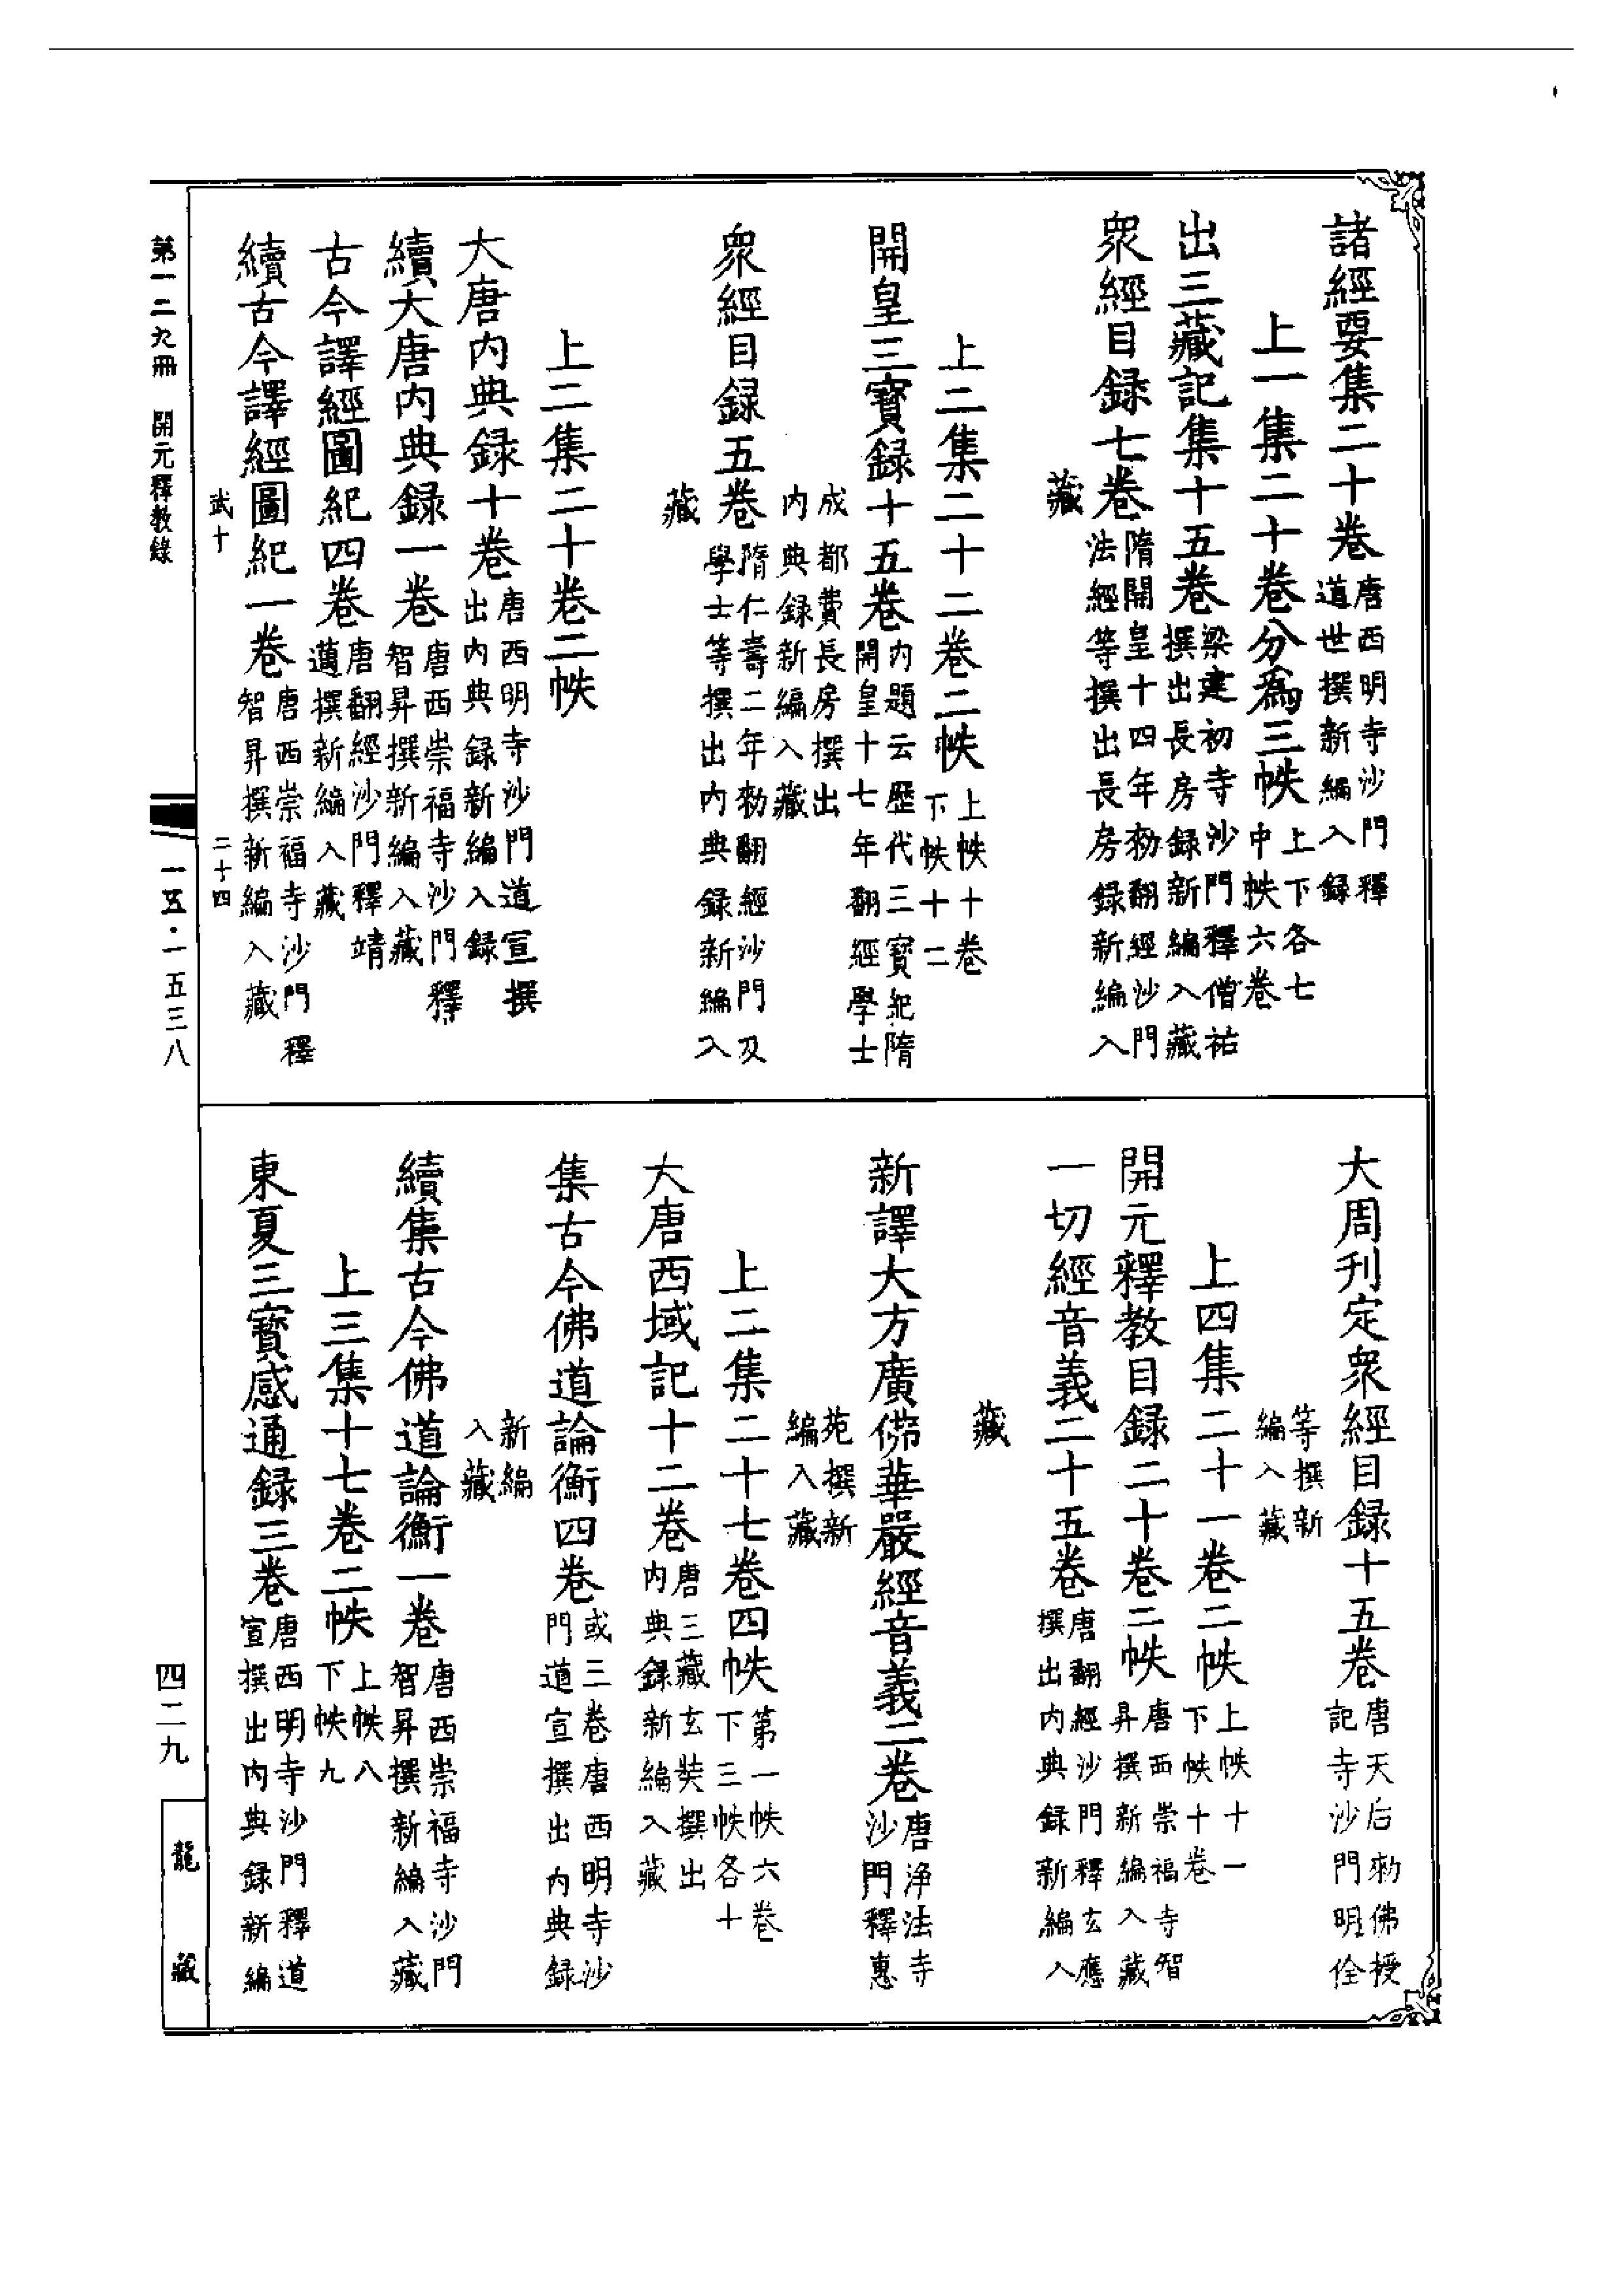 諸經要集二十卷唐西明寺沙門釋道世撰新編入録
上一集二十卷分為三帙上下各七中帙六卷
出三藏記集十五卷梁建初寺沙門釋僧祐撰出長房録新編入藏
衆經目録七卷隋開皇十四年勑翻經沙門法經等撰出長房録新編入
藏
上二集二十二卷二帙上帙十卷下帙十二
開皇三寶録十五卷内題云歷代三寶紀隋開皇十七年翻經學士
成都費長房撰出内典録新編入藏
衆經目録五卷隋仁壽二年勑翻經沙門及學士等撰出内典録新編入
藏
上二集二十卷二帙
大唐内典録十卷唐西明寺沙門道宣撰出内典録新編入録
續大唐内典録一卷唐西崇福寺沙門釋智昇撰新編入藏
古今譯經圖紀四卷唐翻經沙門釋靖邁撰新編入藏
續古今譯經圖紀一卷唐西崇福寺沙門釋智昇撰新編入藏
武十 二十四
大周刊定衆經目録十五卷唐天后勑佛授記寺沙門明佺
等撰新編入藏
上四集二十一卷二帙上帙十一下帙十卷
開元釋教目録二十卷二帙唐西崇福寺智昇撰新編入藏
一切經音義二十五卷唐翻經沙門釋玄應撰出内典録新編入
藏
新譯大方廣佛華嚴經音義二卷唐淨法寺沙門釋惠
苑撰新編入藏
上二集二十七卷四帙第一帙六卷下三帙各十
大唐西域記十二卷唐三藏玄奘撰出内典録新編入藏
集古今佛道論衡四卷或三卷唐西明寺沙門道宣撰出内典録
新編入藏
續集古今佛道論衡一卷唐西崇福寺沙門智昇撰新編入藏
上三集十七卷二帙上帙八下帙九
東夏三寶感通録三卷唐西明寺沙門釋道宣撰出内典録新編
第一二九冊 開元釋教錄
一五·一五三八
四二九
龍藏